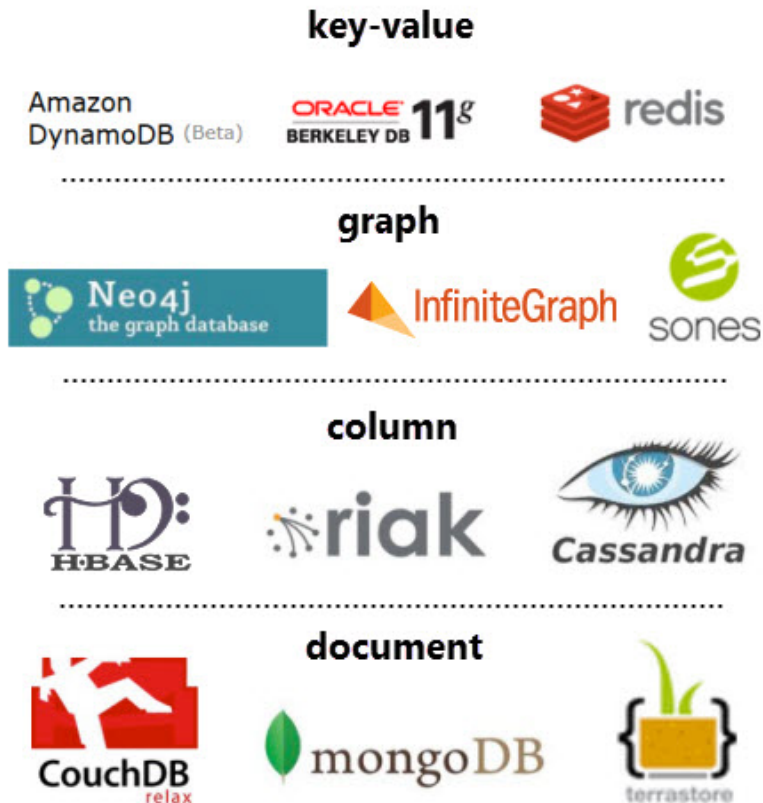 key-value
Amazon
DynamoDB (Beta)
ORACLE
BERKELEY DB 11g
redis
graph
Neo4j
the graph database
InfiniteGraph
sones
column
HBASE
riak
Cassandra
document
CouchDB
relax
mongoDB
terrastore